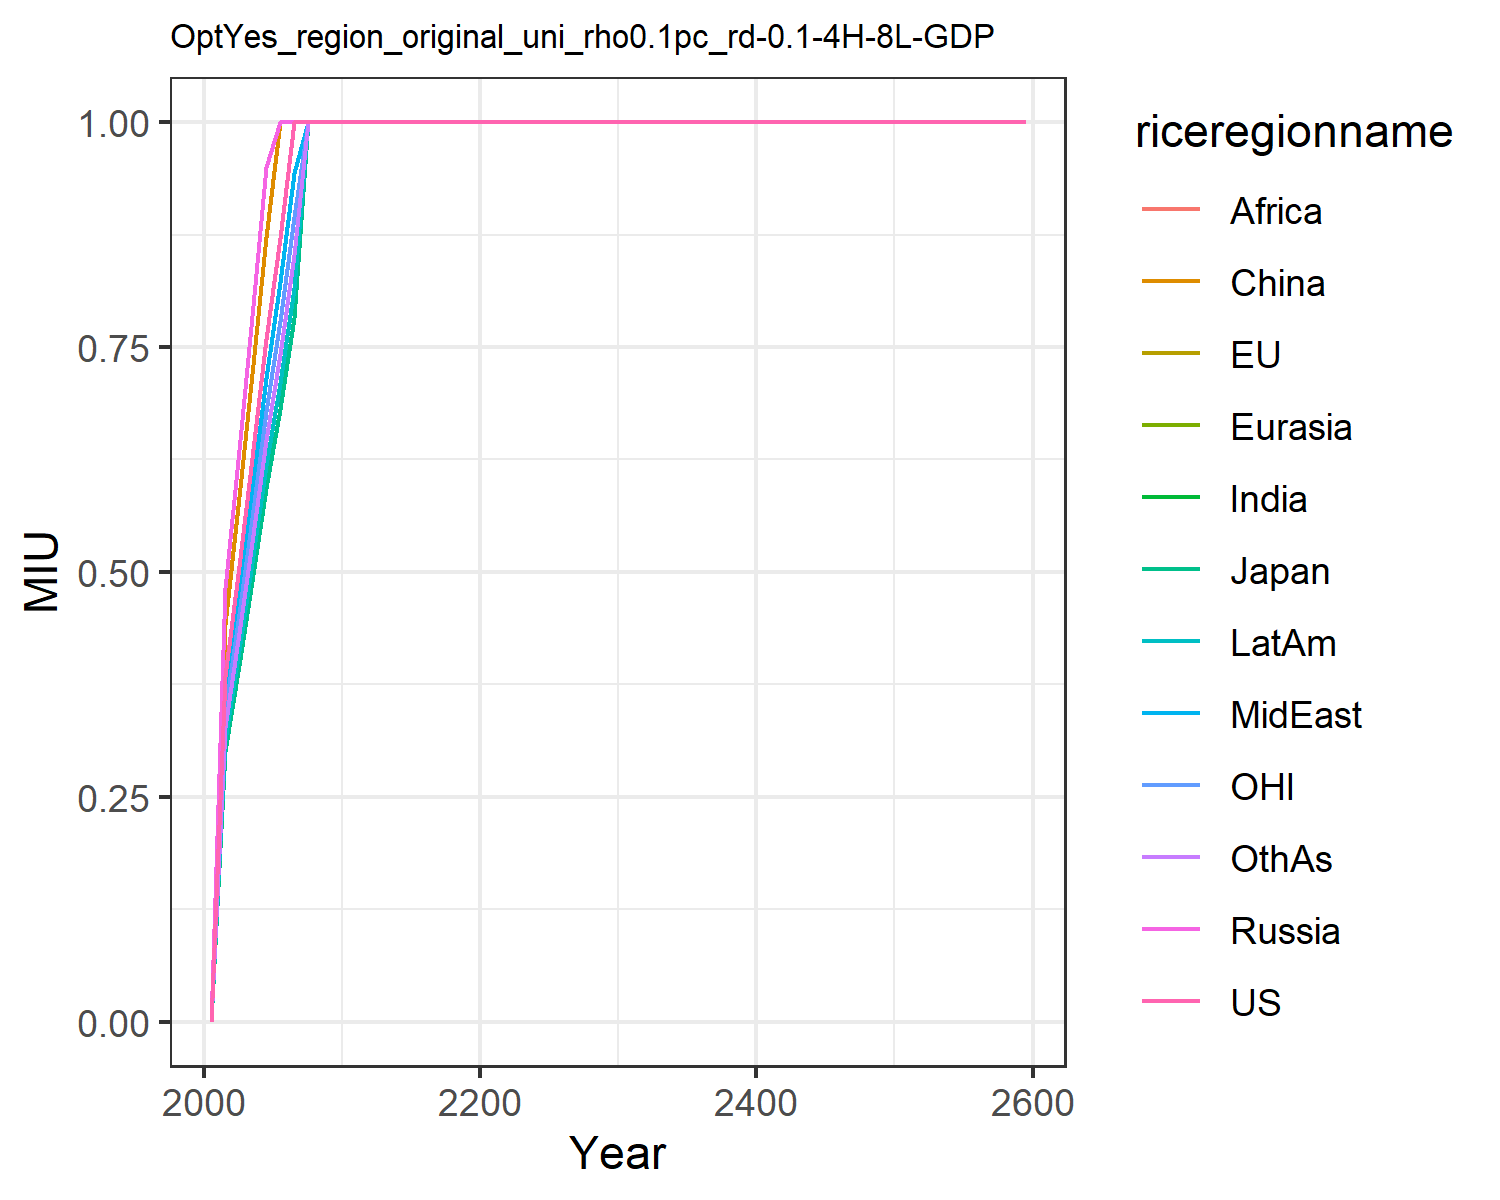 OptYes_region_original_uni_rho0.1pc_rd-0.1-4H-8L-GDP
1.00
0.75
0.50
0.25
0.00
MIU
2000 2200 2400 2600
Year
riceregionname
Africa
China
EU
Eurasia
India
Japan
LatAm
MidEast
OHI
OthAs
Russia
US